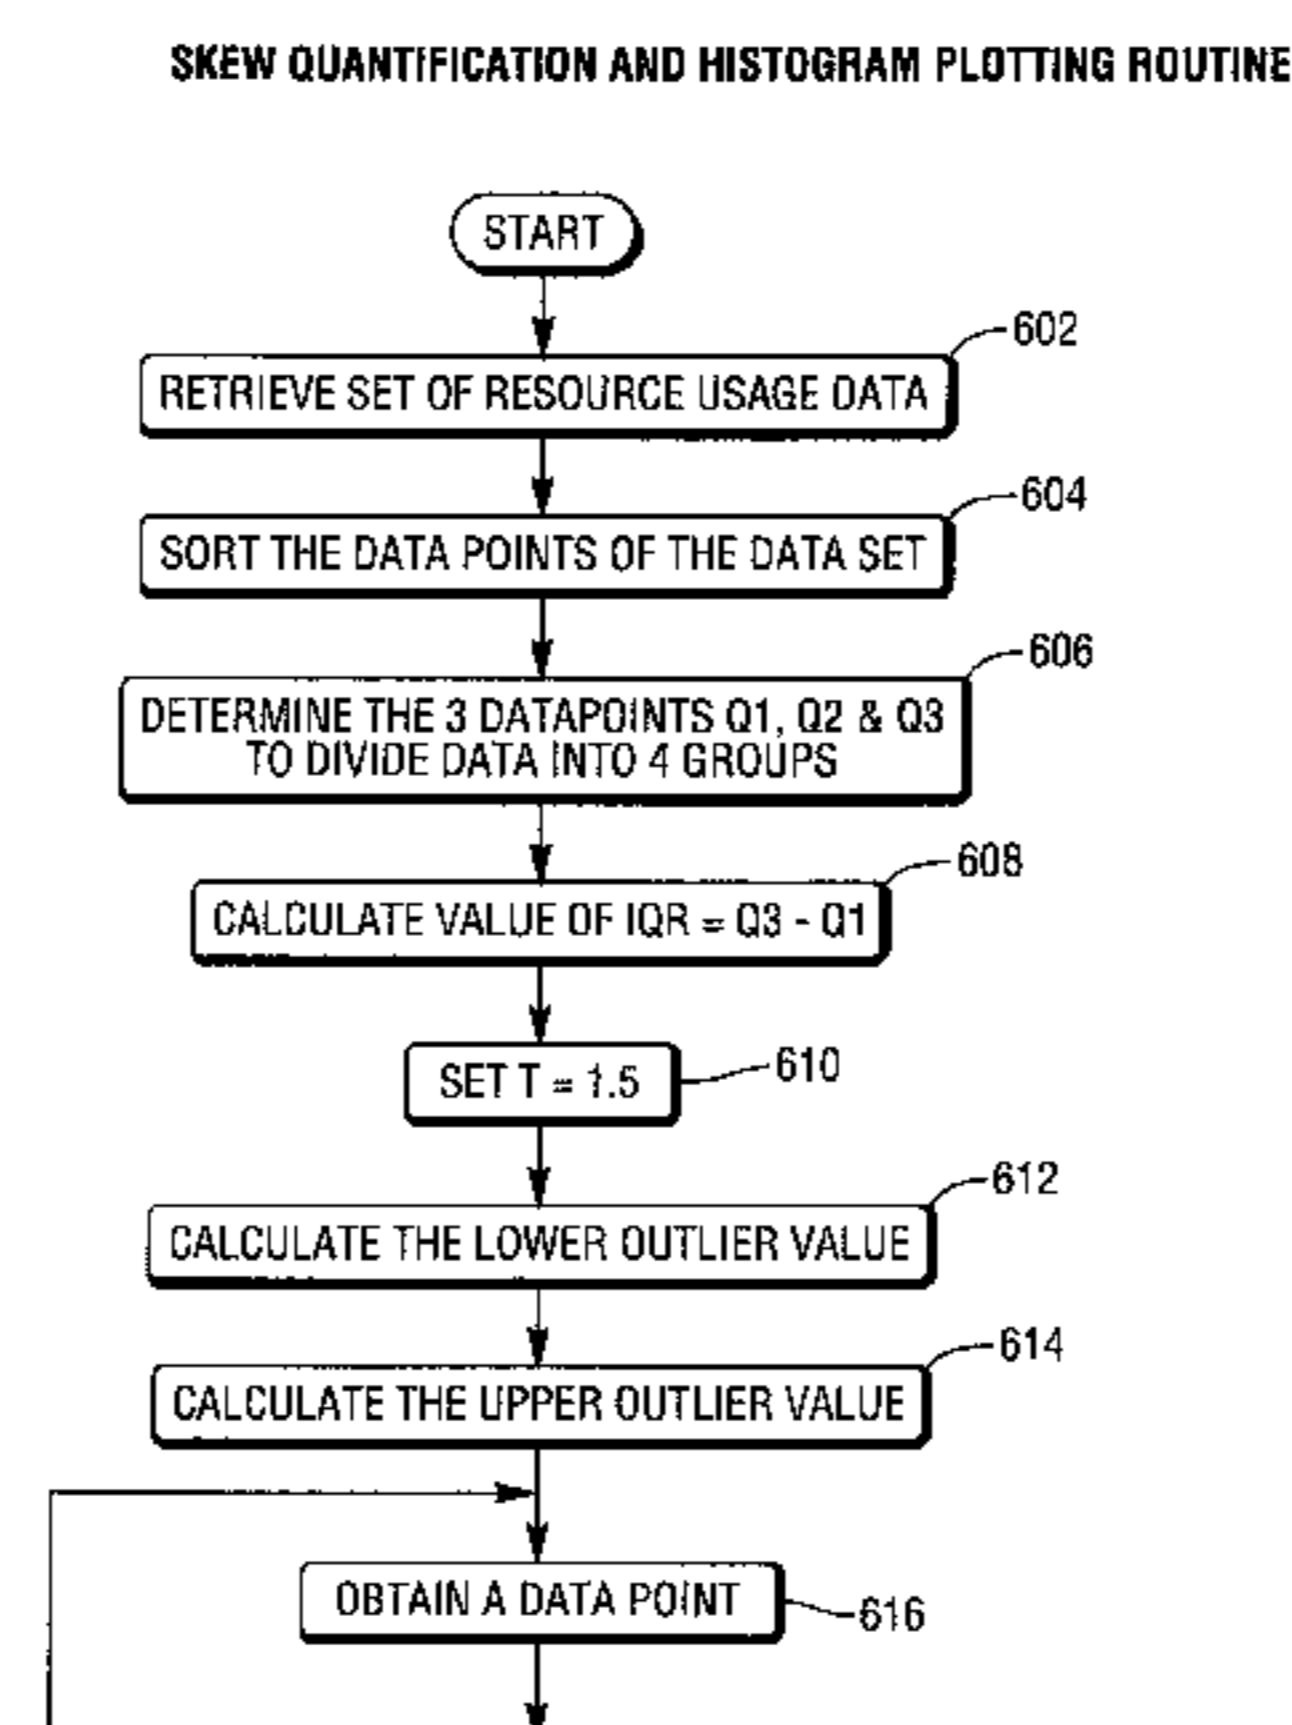 SKEW QUANTIFICATION AND HISTOGRAM PLOTTING ROUTINE
START
602
RETRIEVE SET OF RESOURCE USAGE DATA
604
SORT THE DATA POINTS OF THE DATA SET
606
DETERMINE THE 3 DATAPOINTS Q1, Q2 & Q3
TO DIVIDE DATA INTO 4 GROUPS
608
CALCULATE VALUE OF IQR = Q3 - Q1
SET T = 1.5
610
612
CALCULATE THE LOWER OUTLIER VALUE
614
CALCULATE THE UPPER OUTLIER VALUE
OBTAIN A DATA POINT
616